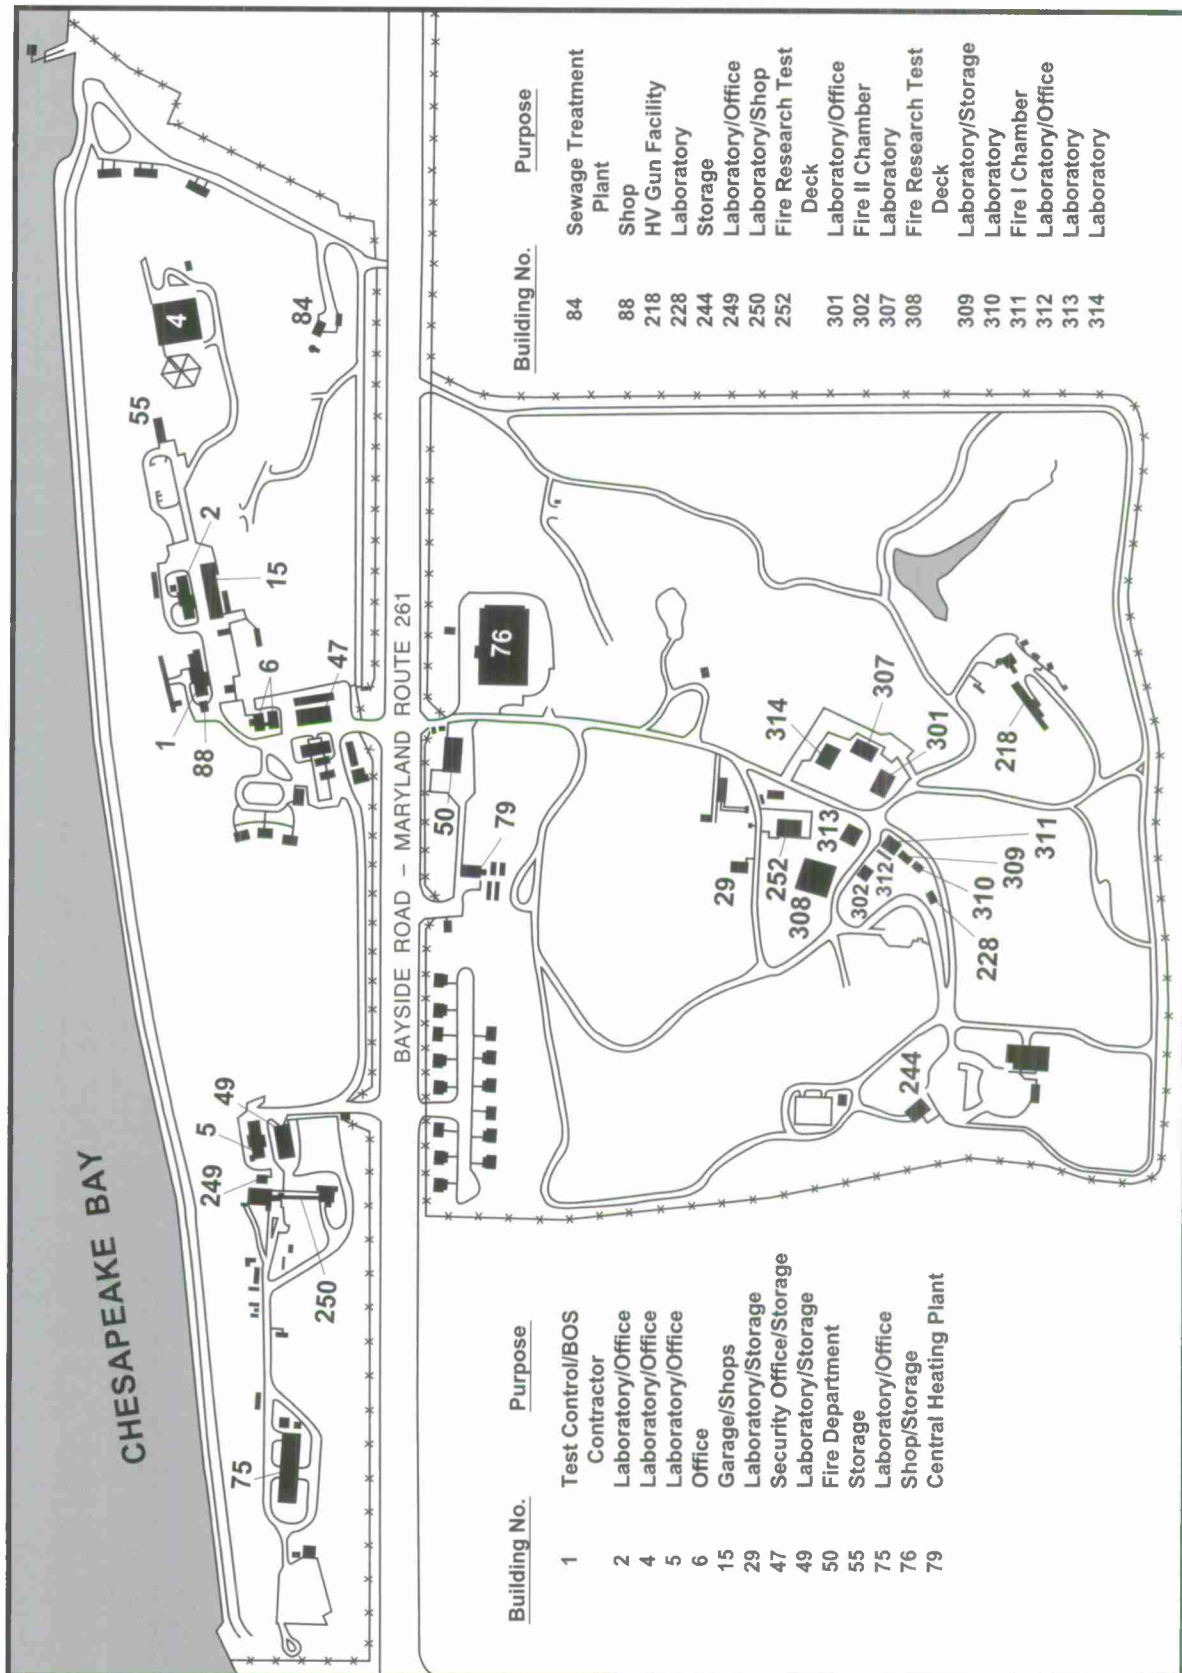 CHESAPEAKE BAY
75
250
249
5
49
1
88
6
47
2
15
55
4
84
BAYSIDE ROAD – MARYLAND ROUTE 261
50
79
76
29
252
308
313
314
307
301
302
312
311
309
310
228
218
244
Building No. Purpose
1 Test Control/BOS
Contractor
2 Laboratory/Office
4 Laboratory/Office
5 Laboratory/Office
6 Office
15 Garage/Shops
29 Laboratory/Storage
47 Security Office/Storage
49 Laboratory/Storage
50 Fire Department
55 Storage
75 Laboratory/Office
76 Shop/Storage
79 Central Heating Plant
Building No. Purpose
84 Sewage Treatment
Plant
88 Shop
218 HV Gun Facility
228 Laboratory
244 Storage
249 Laboratory/Office
250 Laboratory/Shop
252 Fire Research Test
Deck
301 Laboratory/Office
302 Fire II Chamber
307 Laboratory
308 Fire Research Test
Deck
309 Laboratory/Storage
310 Laboratory
311 Fire I Chamber
312 Laboratory/Office
313 Laboratory
314 Laboratory